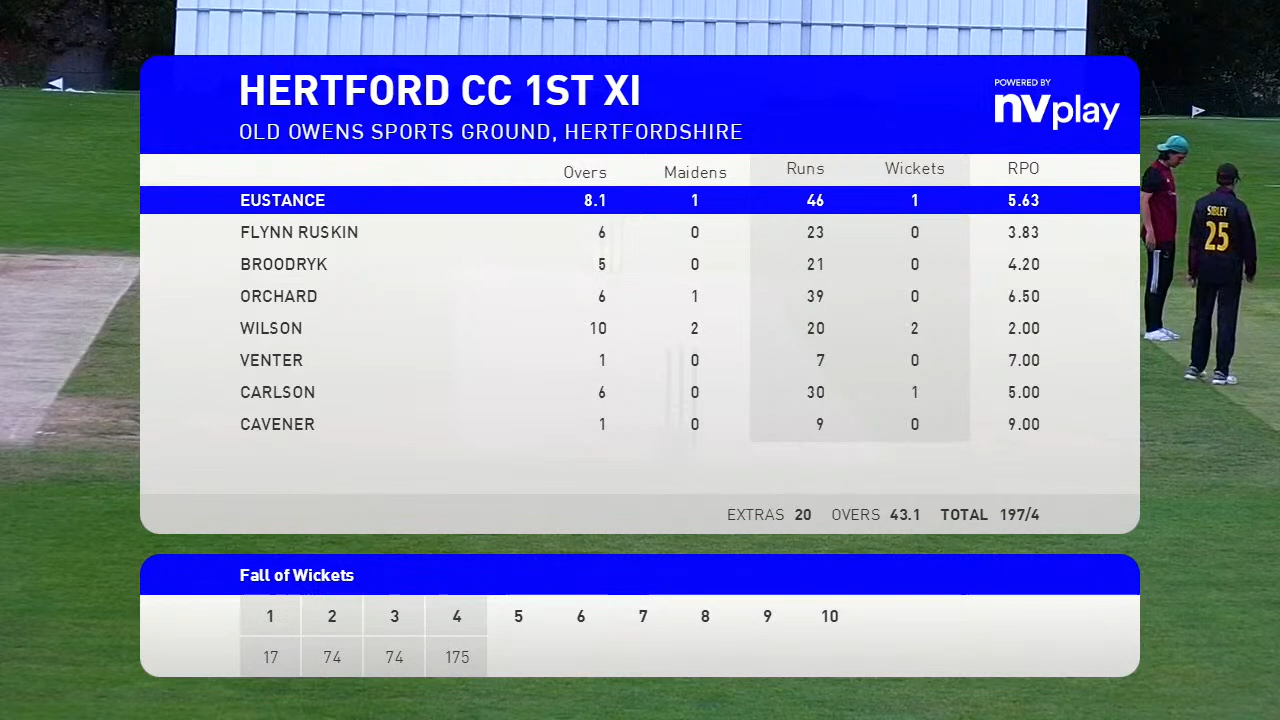 HERTFORD CC 1ST XI
OLD OWENS SPORTS GROUND, HERTFORDSHIRE
POWERED BY
nvplay
Overs Maidens Runs Wickets RPO
EUSTANCE 8.1 1 46 1 5.63
FLYNN RUSKIN 6 0 23 0 3.83
BROODRYK 5 0 21 0 4.20
ORCHARD 6 1 39 0 6.50
WILSON 10 2 20 2 2.00
VENTER 1 0 7 0 7.00
CARLSON 6 0 30 1 5.00
CAVENER 1 0 9 0 9.00
EXTRAS 20 OVERS 43.1 TOTAL 197/4
Fall of Wickets
1 2 3 4 5 6 7 8 9 10
17 74 74 175
SIBLEY
25